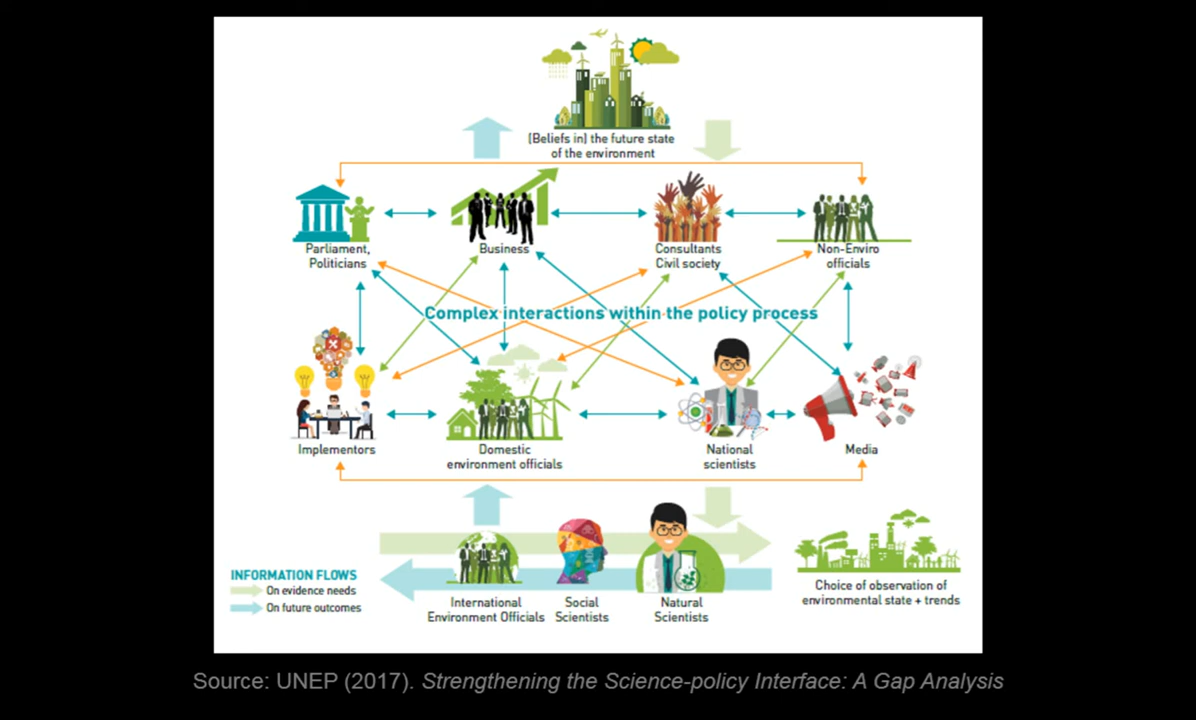 (Beliefs in) the future state
of the environment
Parliament,
Politicians
Business
Consultants
Civil society
Non-Enviro
officials
Complex interactions within the policy process
Implementors
Domestic
environment officials
National
scientists
Media
INFORMATION FLOWS
On evidence needs
On future outcomes
International
Environment Officials
Social
Scientists
Natural
Scientists
Choice of observation of
environmental state + trends
Source: UNEP (2017). Strengthening the Science-policy Interface: A Gap Analysis